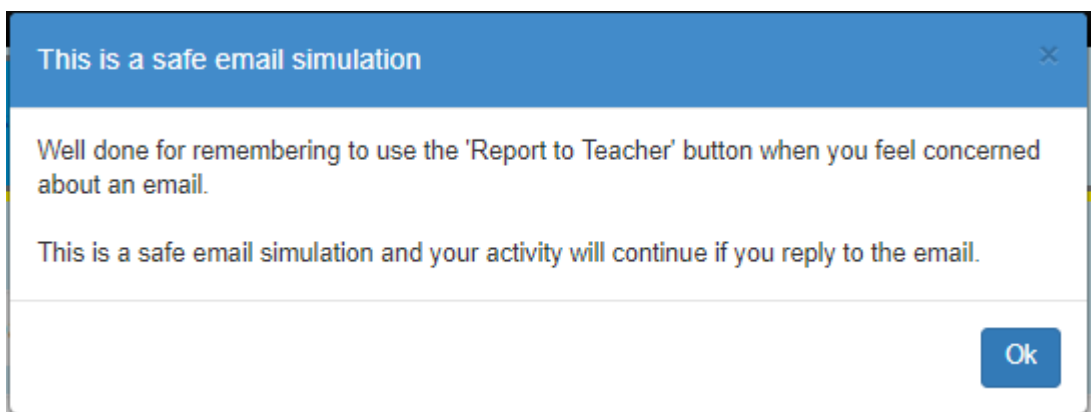 This is a safe email simulation
Well done for remembering to use the 'Report to Teacher' button when you feel concerned
about an email.
This is a safe email simulation and your activity will continue if you reply to the email.
Ok